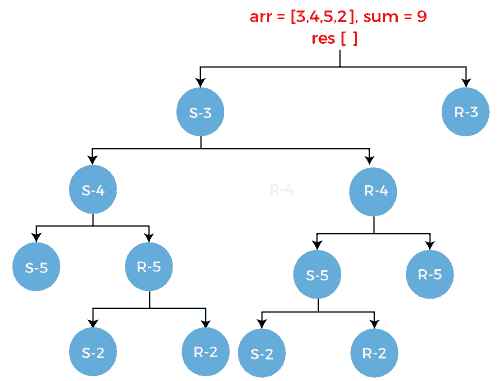 arr = [3,4,5,2], sum = 9
res [ ]
S-3
R-3
S-4
R-4
R-4
S-5
R-5
S-5
R-5
S-2
R-2
S-2
R-2